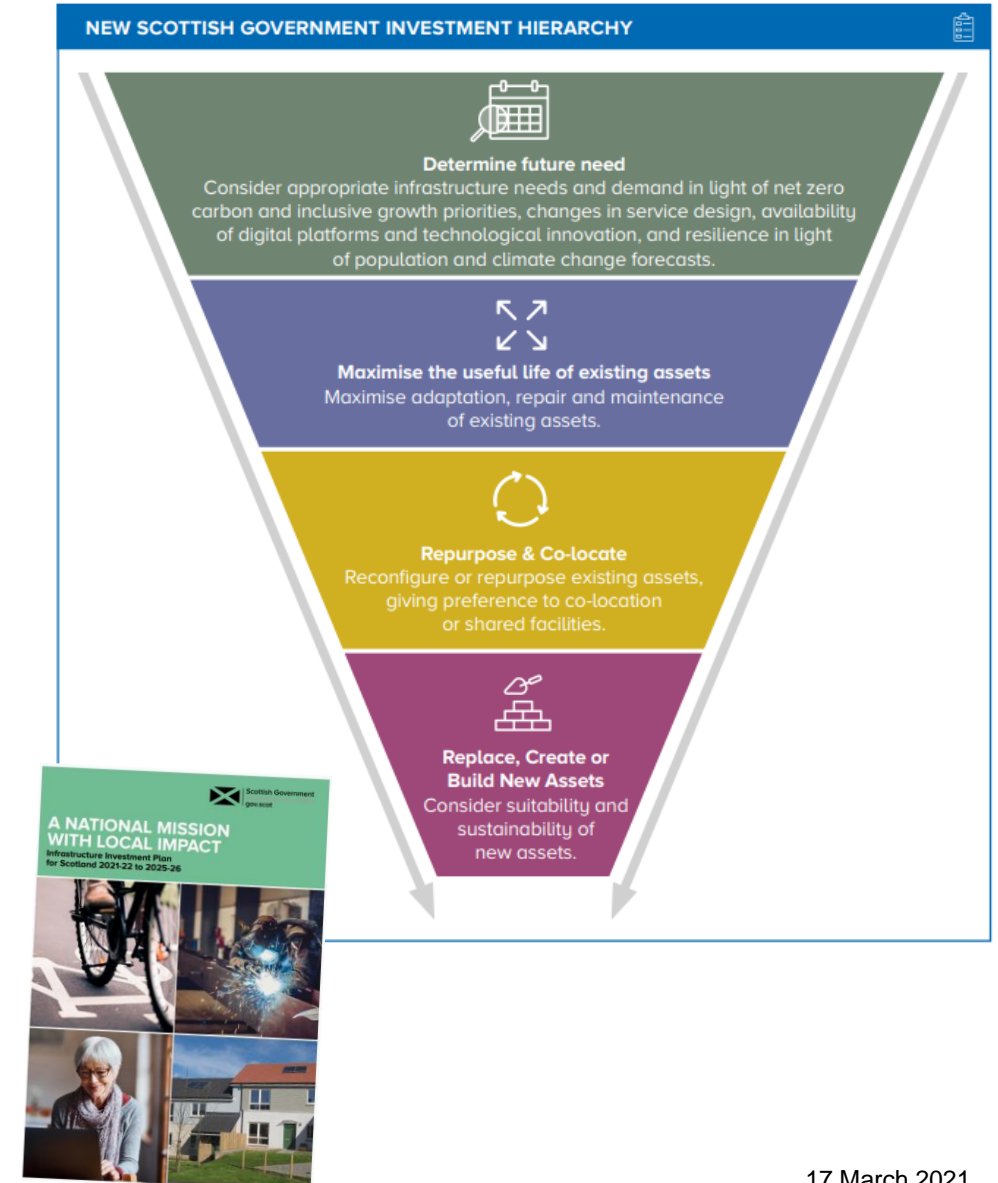 NEW SCOTTISH GOVERNMENT INVESTMENT HIERARCHY
Determine future need
Consider appropriate infrastructure needs and demand in light of net zero
carbon and inclusive growth priorities, changes in service design, availability
of digital platforms and technological innovation, and resilience in light
of population and climate change forecasts.
Maximise the useful life of existing assets
Maximise adaptation, repair and maintenance
of existing assets.
Repurpose & Co-locate
Reconfigure or repurpose existing assets,
giving preference to co-location
or shared facilities.
Replace, Create or
Build New Assets
Consider suitability and
sustainability of
new assets.
Scottish Government
gov.scot
A NATIONAL MISSION
WITH LOCAL IMPACT
Infrastructure Investment Plan
for Scotland 2021-22 to 2025-26
17 March 2021